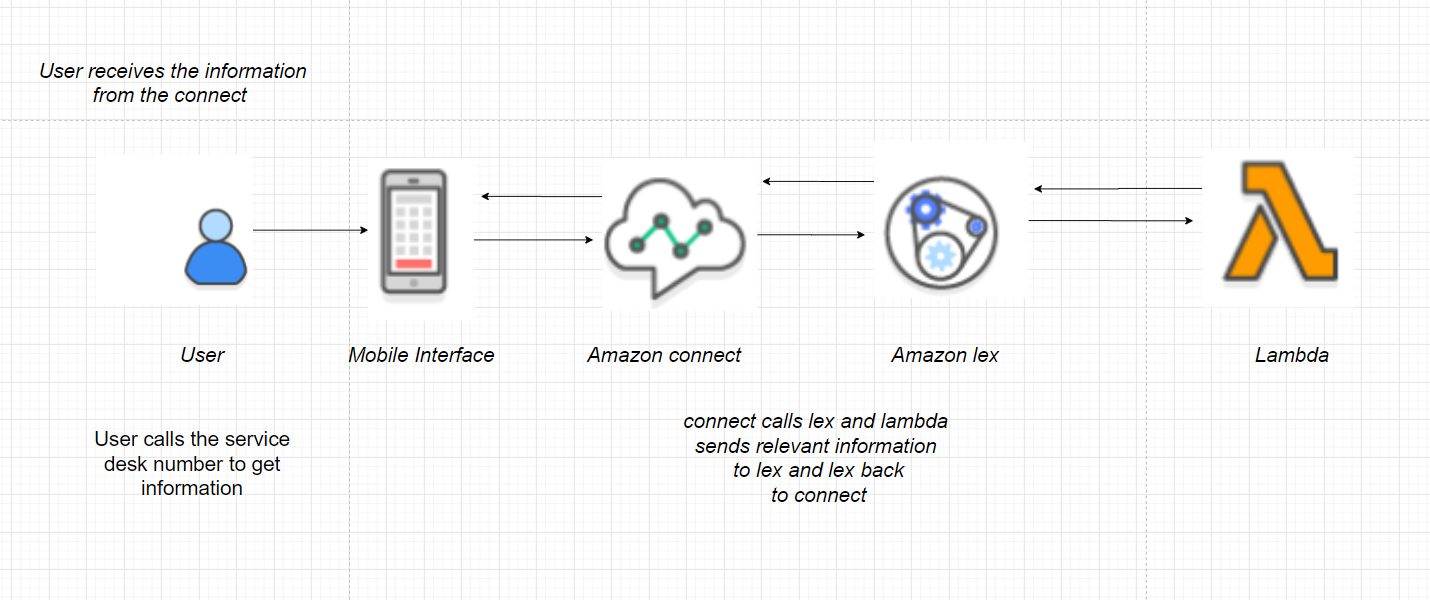 User receives the information
from the connect
User
Mobile Interface
Amazon connect
Amazon lex
Lambda
User calls the service
desk number to get
information
connect calls lex and lambda
sends relevant information
to lex and lex back
to connect